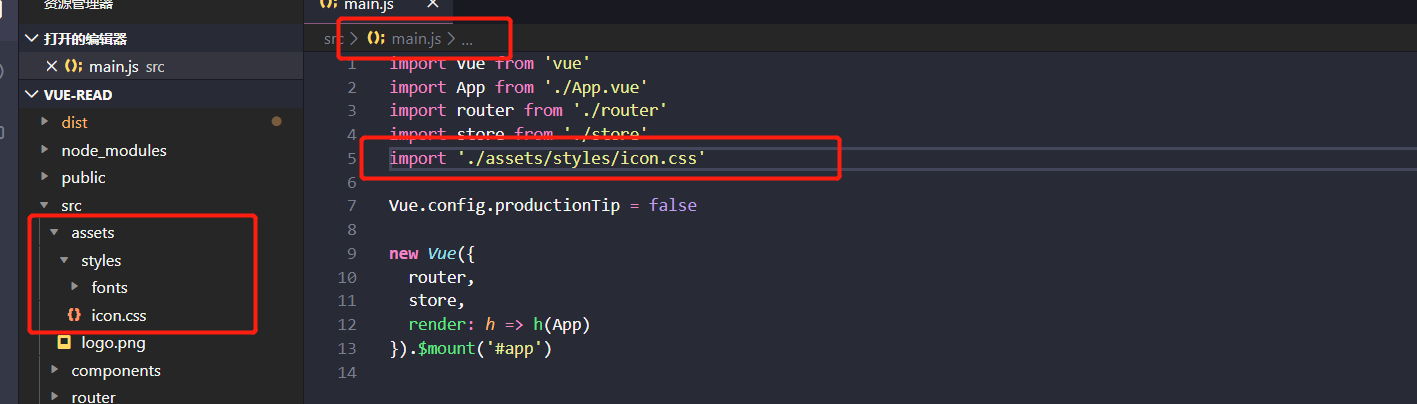 资源管理器
打开的编辑器
main.js src
VUE-READ
dist
node_modules
public
src
assets
styles
fonts
icon.css
logo.png
components
router
main.js
src > main.js > ...
1 import Vue from 'vue'
2 import App from './App.vue'
3 import router from './router'
4 import store from './store'
5 import './assets/styles/icon.css'
6
7 Vue.config.productionTip = false
8
9 new Vue({
10 router,
11 store,
12 render: h => h(App)
13 }).$mount('#app')
14